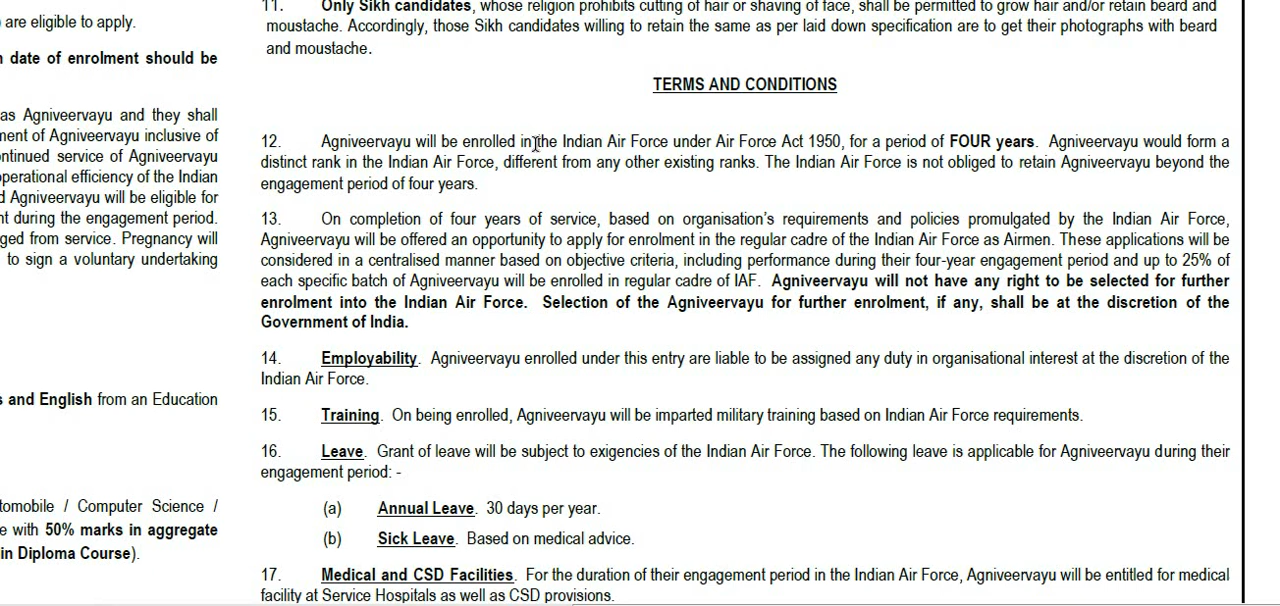 ) are eligible to apply.
date of enrolment should be
as Agniveervayu and they shall
ment of Agniveervayu inclusive of
ntinued service of Agniveervayu
operational efficiency of the Indian
d Agniveervayu will be eligible for
nt during the engagement period.
ged from service. Pregnancy will
to sign a voluntary undertaking
s and English from an Education
tomobile / Computer Science /
e with 50% marks in aggregate
in Diploma Course).
11. Only Sikh candidates, whose religion prohibits cutting of hair or shaving of face, shall be permitted to grow hair and/or retain beard and
moustache. Accordingly, those Sikh candidates willing to retain the same as per laid down specification are to get their photographs with beard
and moustache.
TERMS AND CONDITIONS
12. Agniveervayu will be enrolled in the Indian Air Force under Air Force Act 1950, for a period of FOUR years. Agniveervayu would form a
distinct rank in the Indian Air Force, different from any other existing ranks. The Indian Air Force is not obliged to retain Agniveervayu beyond the
engagement period of four years.
13. On completion of four years of service, based on organisation's requirements and policies promulgated by the Indian Air Force,
Agniveervayu will be offered an opportunity to apply for enrolment in the regular cadre of the Indian Air Force as Airmen. These applications will be
considered in a centralised manner based on objective criteria, including performance during their four-year engagement period and up to 25% of
each specific batch of Agniveervayu will be enrolled in regular cadre of IAF. Agniveervayu will not have any right to be selected for further
enrolment into the Indian Air Force. Selection of the Agniveervayu for further enrolment, if any, shall be at the discretion of the
Government of India.
14. Employability. Agniveervayu enrolled under this entry are liable to be assigned any duty in organisational interest at the discretion of the
Indian Air Force.
15. Training. On being enrolled, Agniveervayu will be imparted military training based on Indian Air Force requirements.
16. Leave. Grant of leave will be subject to exigencies of the Indian Air Force. The following leave is applicable for Agniveervayu during their
engagement period: -
(a) Annual Leave. 30 days per year.
(b) Sick Leave. Based on medical advice.
17. Medical and CSD Facilities. For the duration of their engagement period in the Indian Air Force, Agniveervayu will be entitled for medical
facility at Service Hospitals as well as CSD provisions.